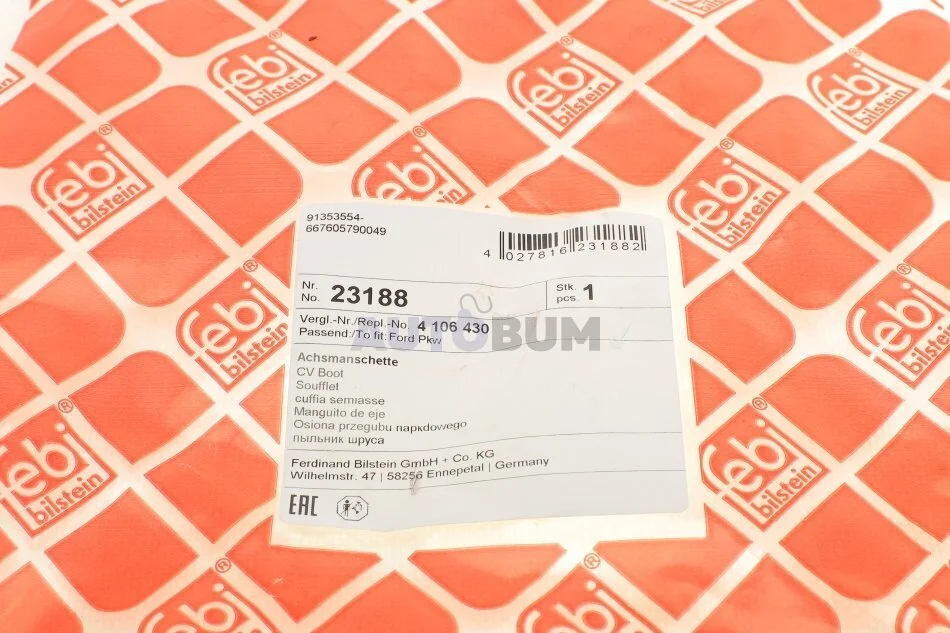 febi
bilstein
91353554-
667605790049
4 027816 231882
Nr.
No. 23188
Stk.
pcs. 1
Vergl.-Nr./Repl.-No. 4 106 430
Passend:/To fit: Ford Pkw
AUTOBUM
Achsmanschette
CV Boot
Soufflet
cuffia semiasse
Manguito de eje
Osłona przegubu napędowego
пыльник шруса
Ferdinand Bilstein GmbH + Co. KG
Wilhelmstr. 47 | 58256 Ennepetal | Germany
EAC